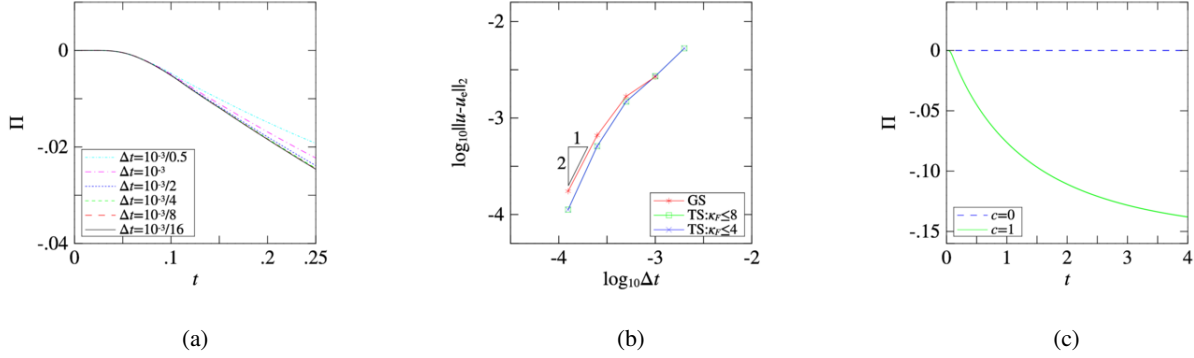 0
-.02
-.04
Π
Δt=10⁻³/0.5
Δt=10⁻³
Δt=10⁻³/2
Δt=10⁻³/4
Δt=10⁻³/8
Δt=10⁻³/16
0 .1 .2 .25
t
(a)
-2
-3
-4
log₁₀||u-uₑ||₂
1
2
GS
TS:κ_F≤8
TS:κ_F≤4
-4 -3 -2
log₁₀Δt
(b)
0
-.05
-.10
-.15
Π
c=0
c=1
0 1 2 3 4
t
(c)